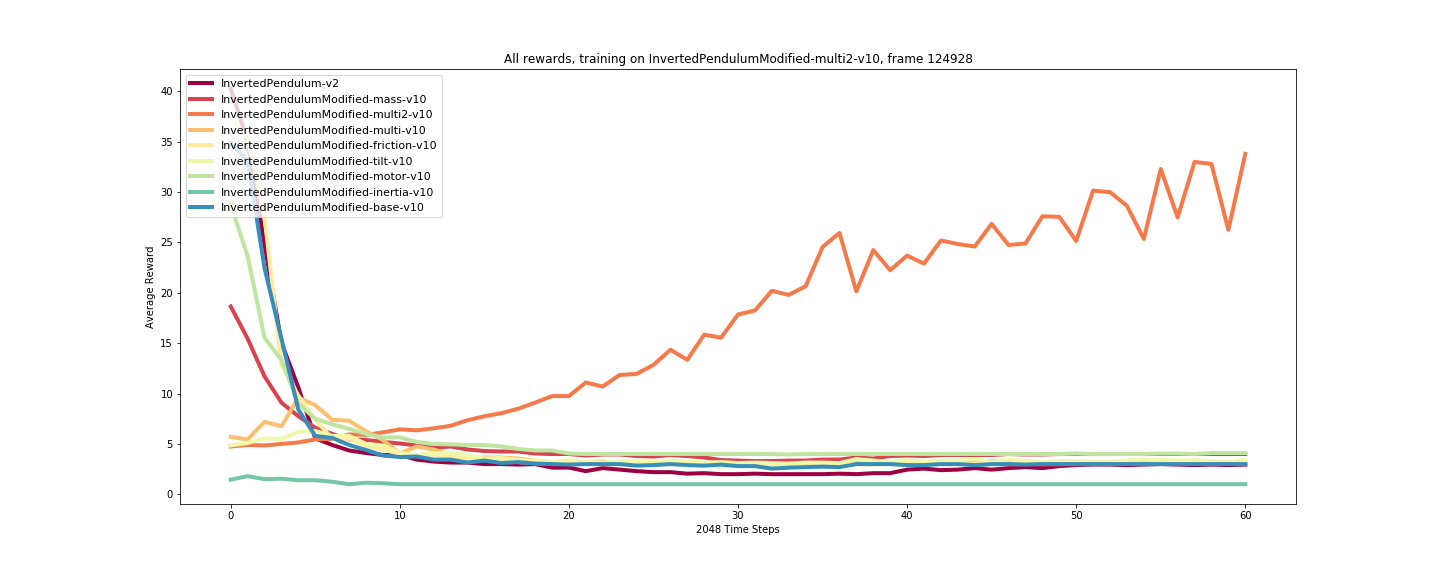 All rewards, training on InvertedPendulumModified-multi2-v10, frame 124928
InvertedPendulum-v2
InvertedPendulumModified-mass-v10
InvertedPendulumModified-multi2-v10
InvertedPendulumModified-multi-v10
InvertedPendulumModified-friction-v10
InvertedPendulumModified-tilt-v10
InvertedPendulumModified-motor-v10
InvertedPendulumModified-inertia-v10
InvertedPendulumModified-base-v10
Average Reward
40
35
30
25
20
15
10
5
0
0 10 20 30 40 50 60
2048 Time Steps